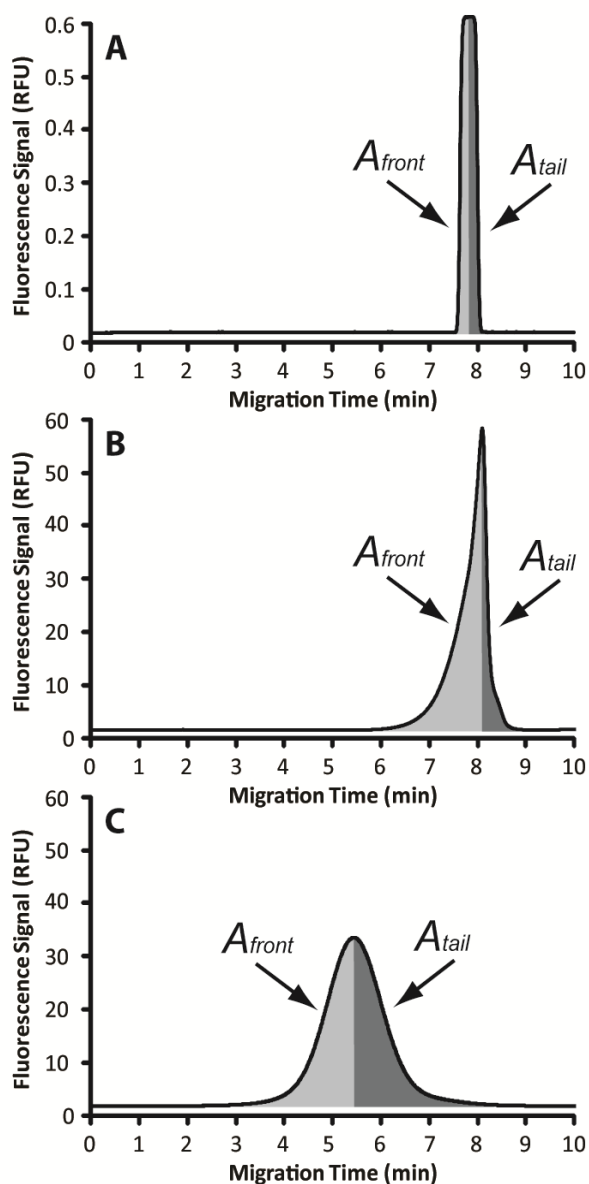 A
Fluorescence Signal (RFU)
0.6
0.5
0.4
0.3
0.2
0.1
0
Afront
Atail
0 1 2 3 4 5 6 7 8 9 10
Migration Time (min)
B
Fluorescence Signal (RFU)
60
50
40
30
20
10
0
Afront
Atail
0 1 2 3 4 5 6 7 8 9 10
Migration Time (min)
C
Fluorescence Signal (RFU)
60
50
40
30
20
10
0
Afront
Atail
0 1 2 3 4 5 6 7 8 9 10
Migration Time (min)